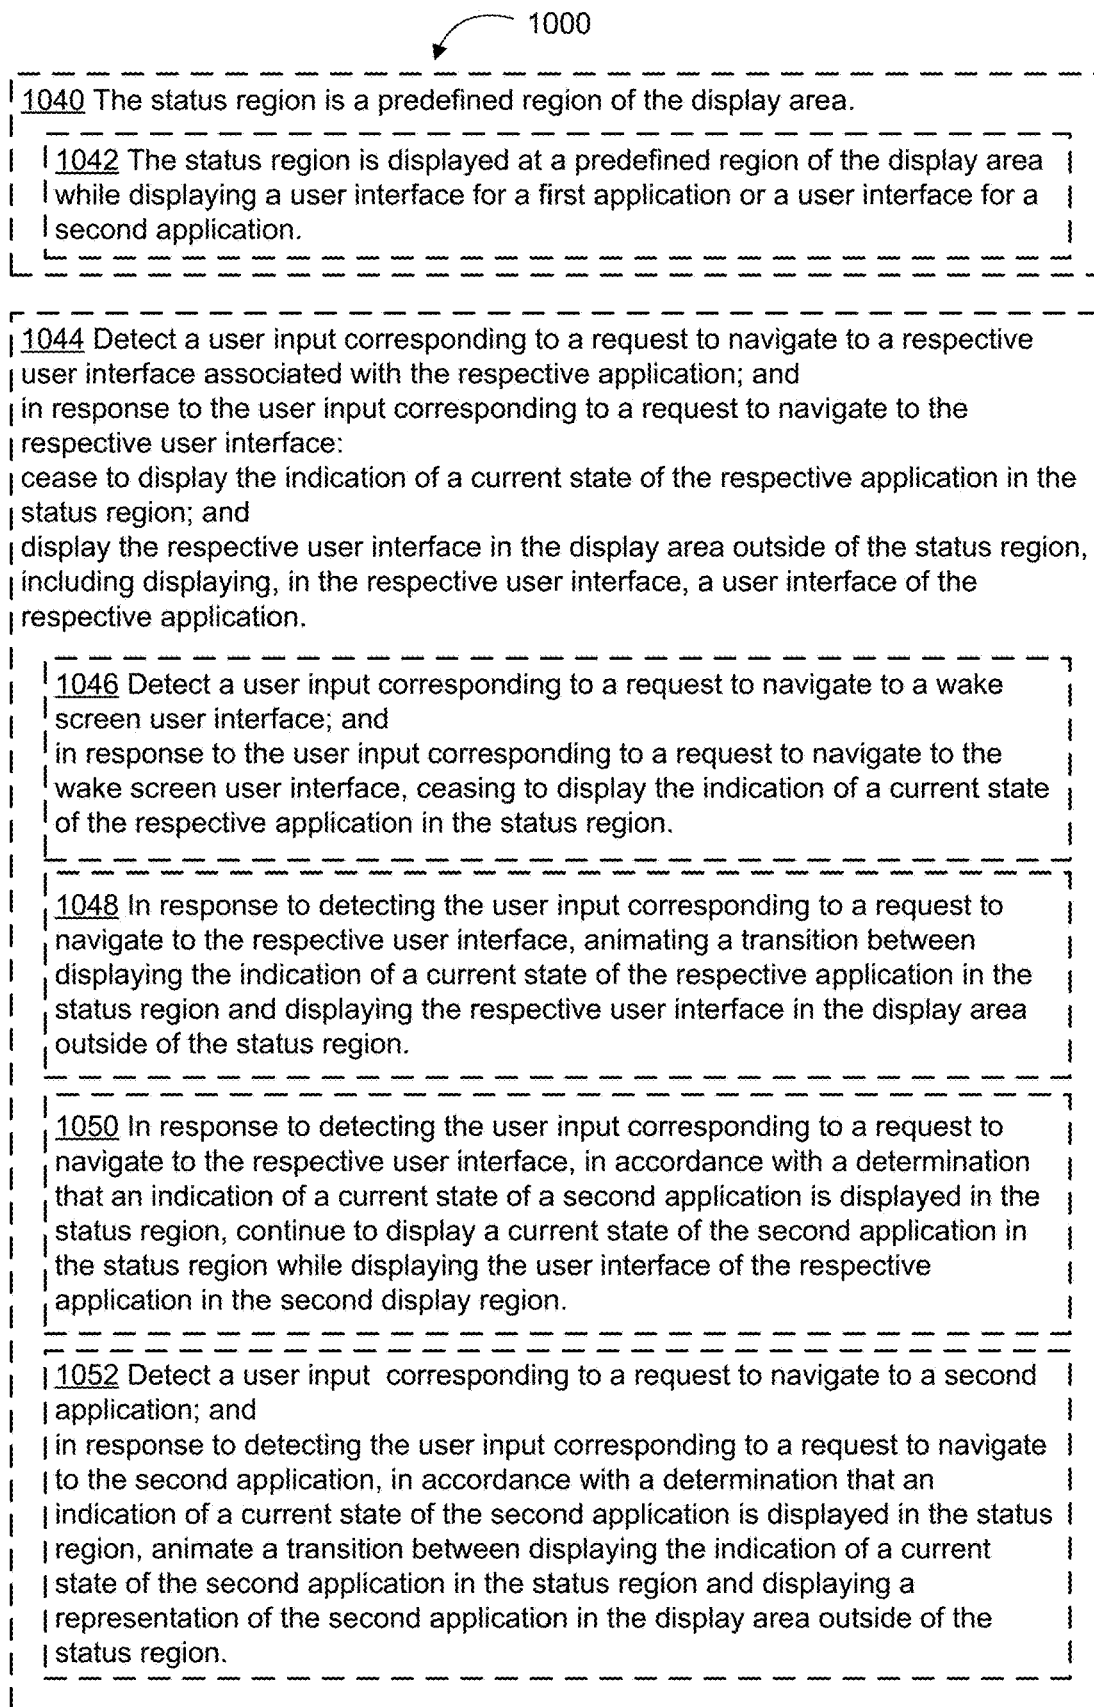 1000
1040 The status region is a predefined region of the display area.
1042 The status region is displayed at a predefined region of the display area
while displaying a user interface for a first application or a user interface for a
second application.
1044 Detect a user input corresponding to a request to navigate to a respective
user interface associated with the respective application; and
in response to the user input corresponding to a request to navigate to the
respective user interface:
cease to display the indication of a current state of the respective application in the
status region; and
display the respective user interface in the display area outside of the status region,
including displaying, in the respective user interface, a user interface of the
respective application.
1046 Detect a user input corresponding to a request to navigate to a wake
screen user interface; and
in response to the user input corresponding to a request to navigate to the
wake screen user interface, ceasing to display the indication of a current state
of the respective application in the status region.
1048 In response to detecting the user input corresponding to a request to
navigate to the respective user interface, animating a transition between
displaying the indication of a current state of the respective application in the
status region and displaying the respective user interface in the display area
outside of the status region.
1050 In response to detecting the user input corresponding to a request to
navigate to the respective user interface, in accordance with a determination
that an indication of a current state of a second application is displayed in the
status region, continue to display a current state of the second application in
the status region while displaying the user interface of the respective
application in the second display region.
1052 Detect a user input corresponding to a request to navigate to a second
application; and
in response to detecting the user input corresponding to a request to navigate
to the second application, in accordance with a determination that an
indication of a current state of the second application is displayed in the status
region, animate a transition between displaying the indication of a current
state of the second application in the status region and displaying a
representation of the second application in the display area outside of the
status region.